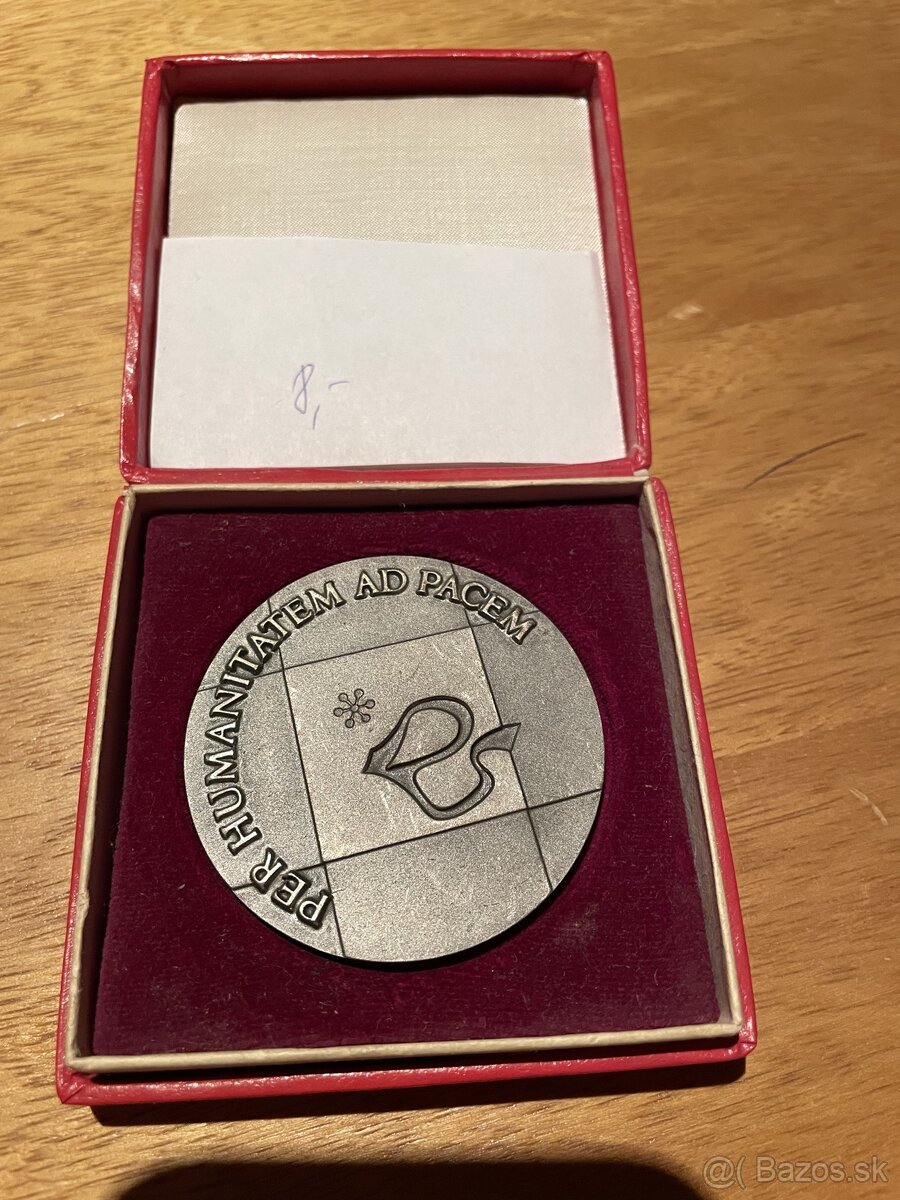 8,-
PER HUMANITATEM AD PACEM
@( Bazos.sk